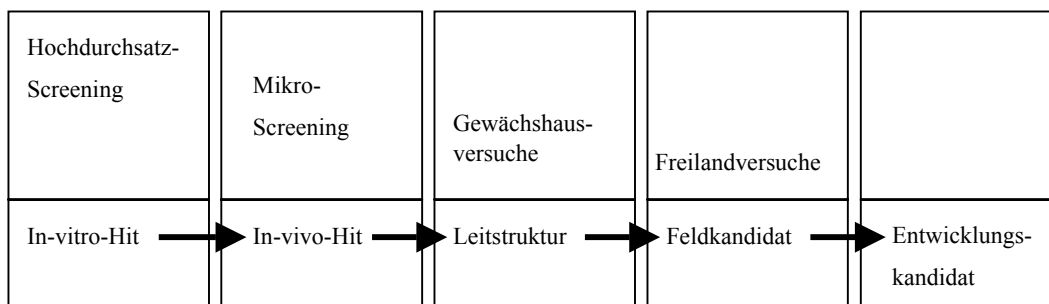 Hochdurchsatz-
Screening
Mikro-
Screening
Gewächshaus-
versuche
Freilandversuche
In-vitro-Hit
In-vivo-Hit
Leitstruktur
Feldkandidat
Entwicklungs-
kandidat